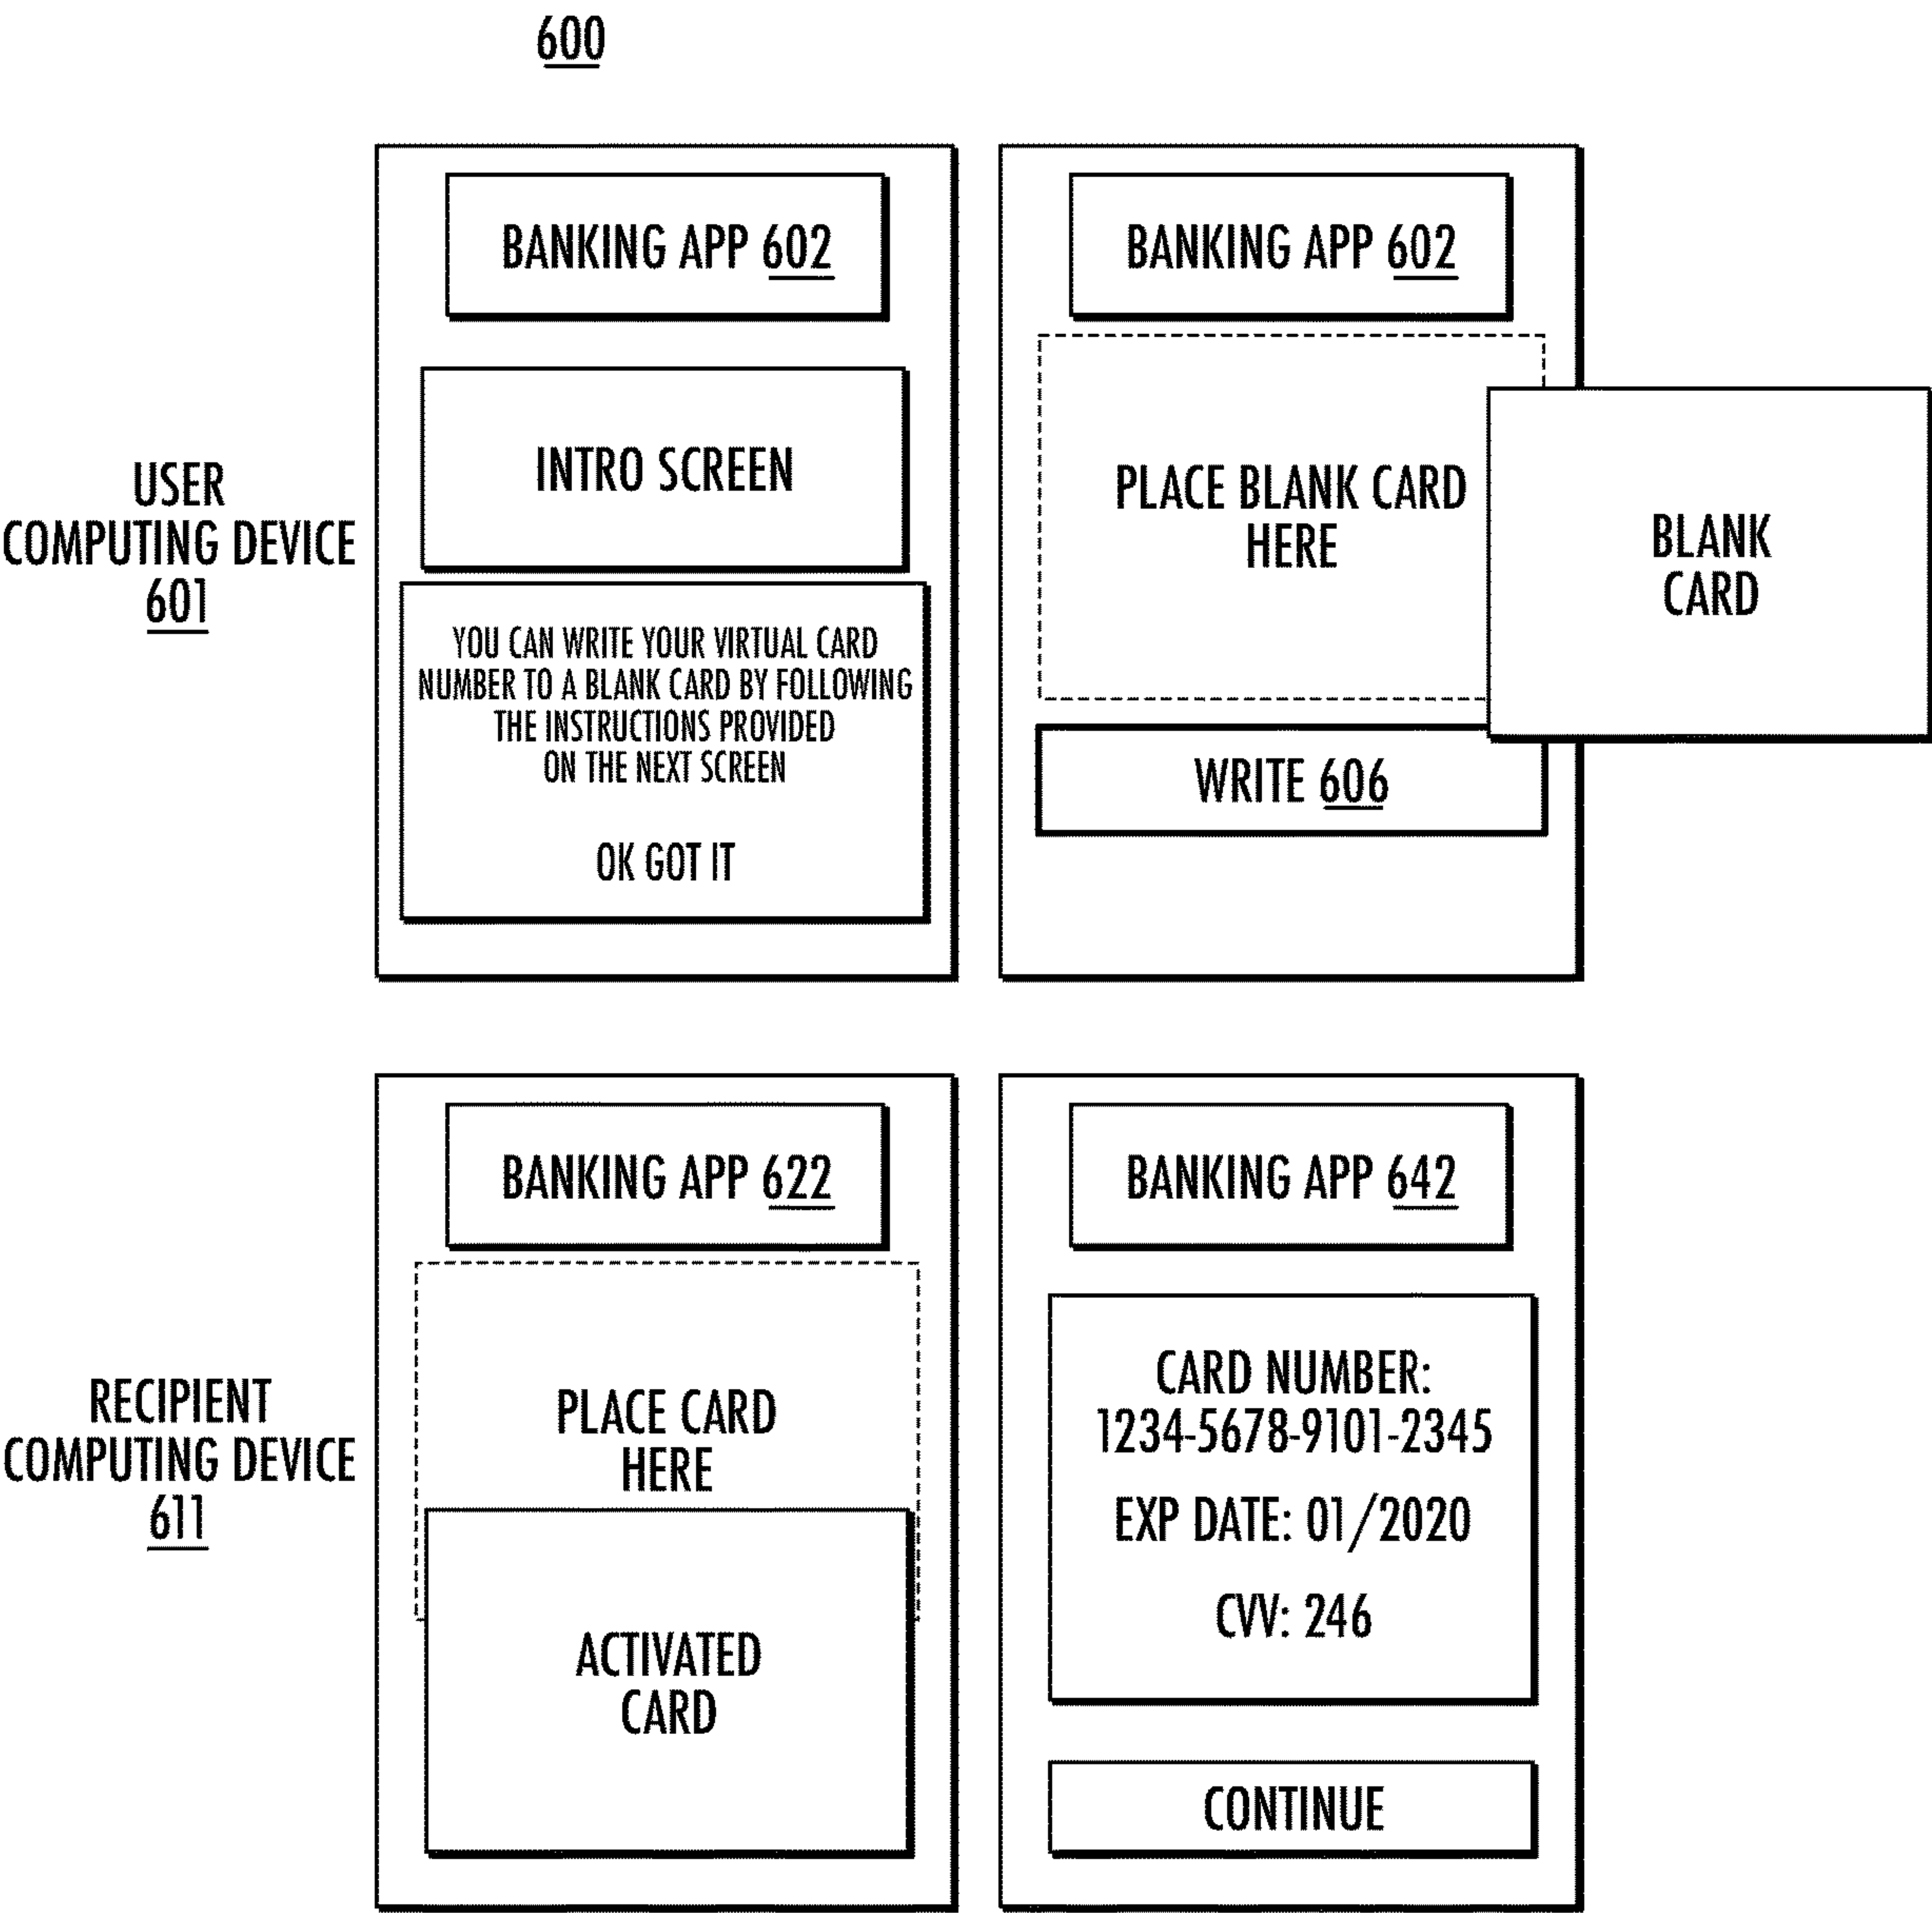 600
USER
COMPUTING DEVICE
601
BANKING APP 602
INTRO SCREEN
YOU CAN WRITE YOUR VIRTUAL CARD
NUMBER TO A BLANK CARD BY FOLLOWING
THE INSTRUCTIONS PROVIDED
ON THE NEXT SCREEN
OK GOT IT
BANKING APP 602
PLACE BLANK CARD
HERE
BLANK
CARD
WRITE 606
RECIPIENT
COMPUTING DEVICE
611
BANKING APP 622
PLACE CARD
HERE
ACTIVATED
CARD
BANKING APP 642
CARD NUMBER:
1234-5678-9101-2345
EXP DATE: 01/2020
CVV: 246
CONTINUE